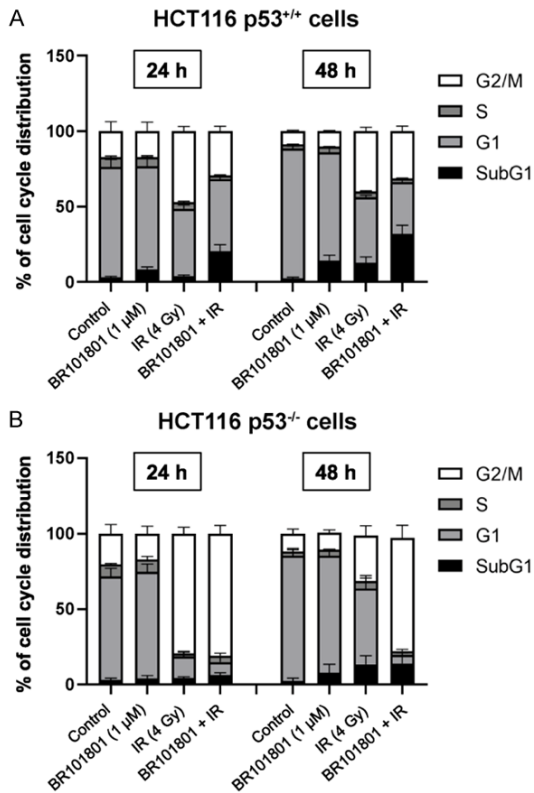 A
HCT116 p53+/+ cells
24 h
48 h
% of cell cycle distribution
150
100
50
0
G2/M
S
G1
SubG1
Control
BR101801 (1 μM)
IR (4 Gy)
BR101801 + IR
Control
BR101801 (1 μM)
IR (4 Gy)
BR101801 + IR
B
HCT116 p53-/- cells
24 h
48 h
% of cell cycle distribution
150
100
50
0
G2/M
S
G1
SubG1
Control
BR101801 (1 μM)
IR (4 Gy)
BR101801 + IR
Control
BR101801 (1 μM)
IR (4 Gy)
BR101801 + IR